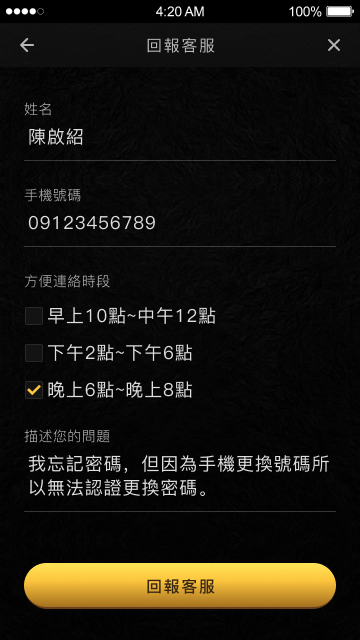 4:20 AM
100%
回報客服
姓名
陳啟紹
手機號碼
09123456789
方便連絡時段
早上10點~中午12點
下午2點~下午6點
晚上6點~晚上8點
描述您的問題
我忘記密碼，但因為手機更換號碼所
以無法認證更換密碼。
回報客服